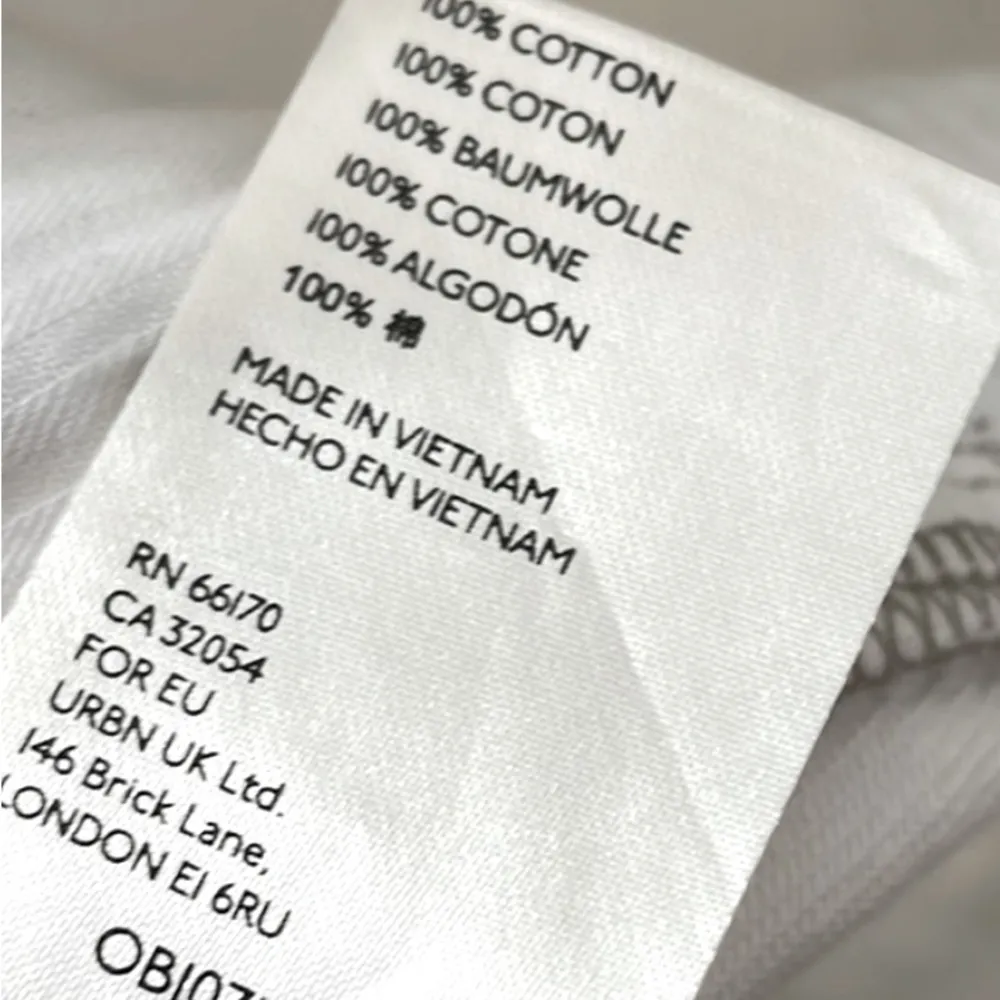 100% COTTON
100% COTON
100% BAUMWOLLE
100% COTONE
100% ALGODÓN
100% 棉
MADE IN VIETNAM
HECHO EN VIETNAM
RN 66170
CA 32054
FOR EU
URBN UK Ltd.
146 Brick Lane,
LONDON E1 6RU